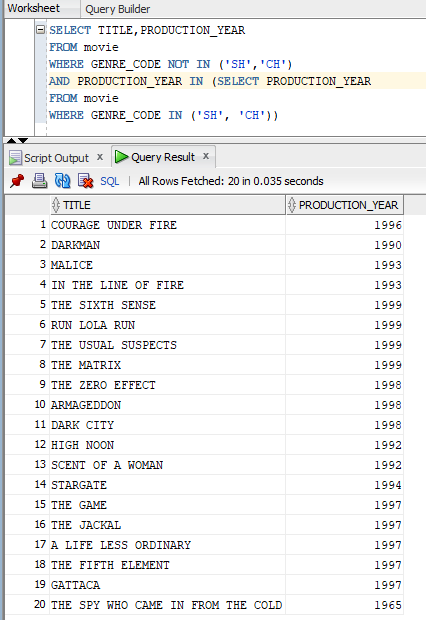 Worksheet Query Builder
SELECT TITLE,PRODUCTION_YEAR
FROM movie
WHERE GENRE_CODE NOT IN ('SH','CH')
AND PRODUCTION_YEAR IN (SELECT PRODUCTION_YEAR
FROM movie
WHERE GENRE_CODE IN ('SH', 'CH'))
Script Output x Query Result x
SQL | All Rows Fetched: 20 in 0.035 seconds
TITLE PRODUCTION_YEAR
1 COURAGE UNDER FIRE 1996
2 DARKMAN 1990
3 MALICE 1993
4 IN THE LINE OF FIRE 1993
5 THE SIXTH SENSE 1999
6 RUN LOLA RUN 1999
7 THE USUAL SUSPECTS 1999
8 THE MATRIX 1999
9 THE ZERO EFFECT 1998
10 ARMAGEDDON 1998
11 DARK CITY 1998
12 HIGH NOON 1992
13 SCENT OF A WOMAN 1992
14 STARGATE 1994
15 THE GAME 1997
16 THE JACKAL 1997
17 A LIFE LESS ORDINARY 1997
18 THE FIFTH ELEMENT 1997
19 GATTACA 1997
20 THE SPY WHO CAME IN FROM THE COLD 1965